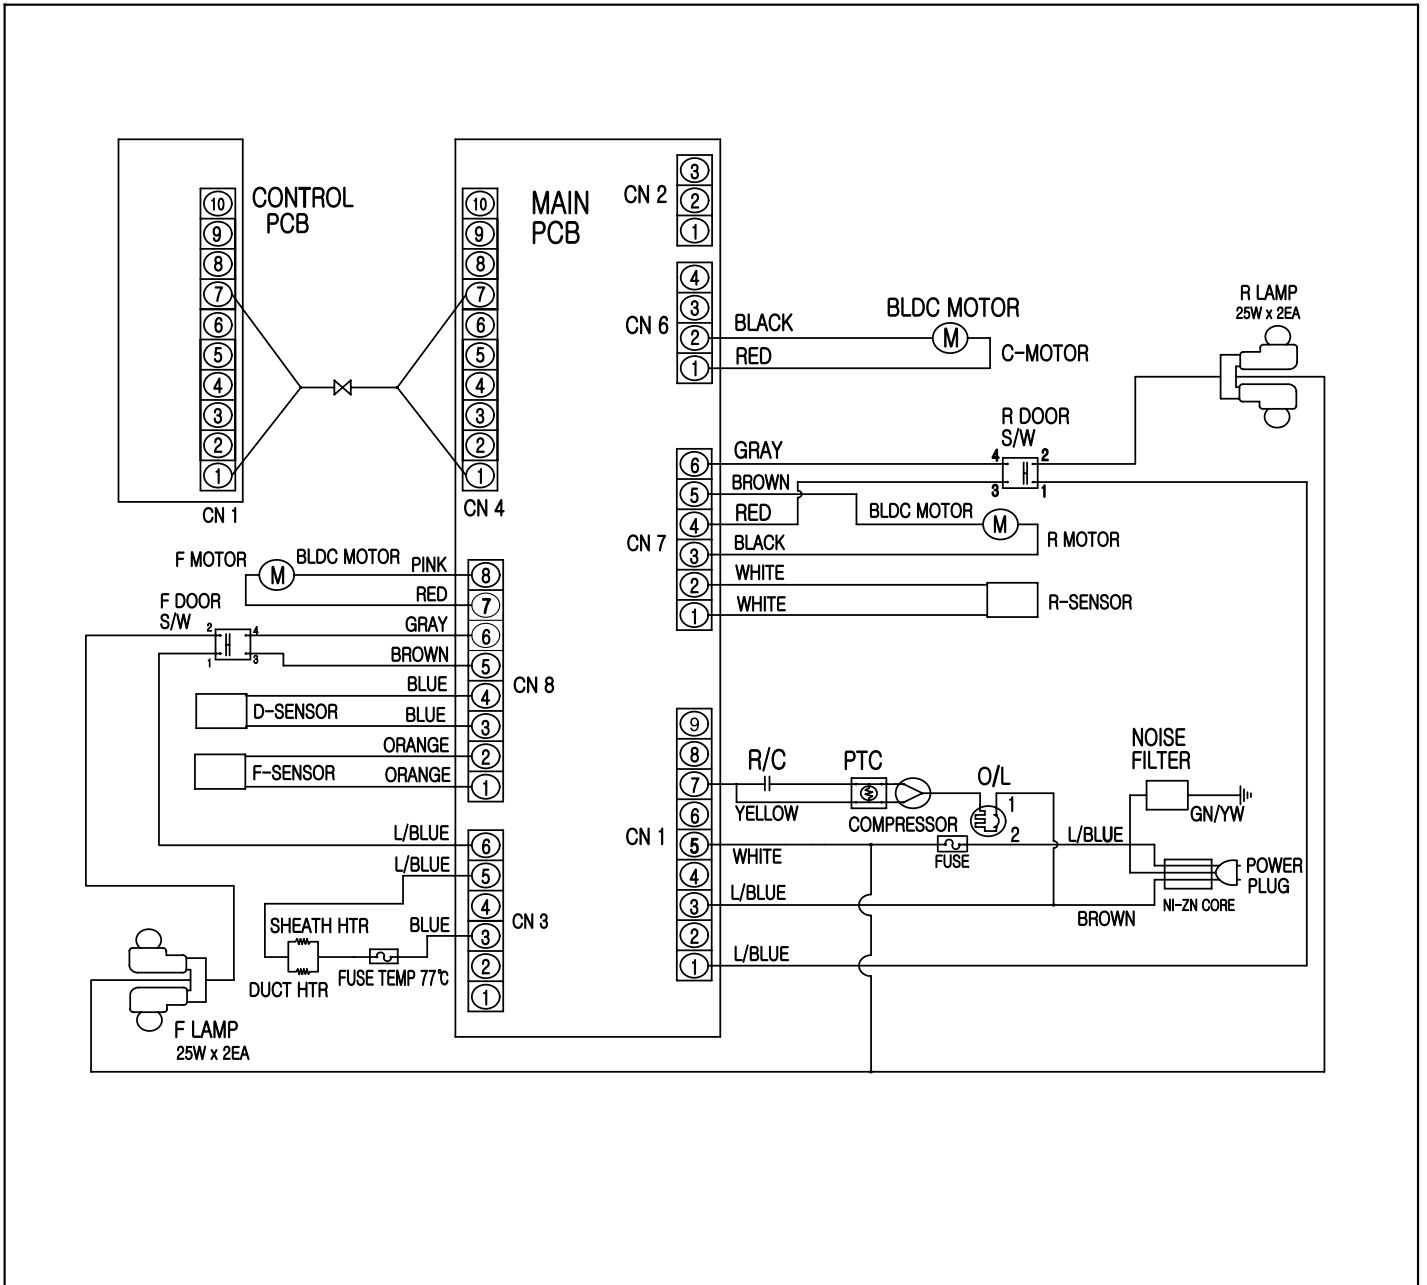 CONTROL
PCB
10
9
8
7
6
5
4
3
2
1
CN 1
MAIN
PCB
10
9
8
7
6
5
4
3
2
1
CN 4
CN 2
3
2
1
CN 6
4
3
2
1
BLACK
RED
BLDC MOTOR
M
C-MOTOR
R LAMP
25W x 2EA
R DOOR
S/W
4
2
3
1
CN 7
6
5
4
3
2
1
GRAY
BROWN
RED
BLACK
WHITE
WHITE
BLDC MOTOR
M
R MOTOR
R-SENSOR
F MOTOR
M
BLDC MOTOR
F DOOR
S/W
2
4
1
3
PINK
RED
GRAY
BROWN
BLUE
BLUE
ORANGE
ORANGE
8
7
6
5
4
3
2
1
CN 8
D-SENSOR
F-SENSOR
L/BLUE
L/BLUE
BLUE
6
5
4
3
2
1
CN 3
SHEATH HTR
DUCT HTR
FUSE TEMP 77℃
F LAMP
25W x 2EA
CN 1
9
8
7
6
5
4
3
2
1
R/C
PTC
O/L
1
2
YELLOW
COMPRESSOR
WHITE
FUSE
L/BLUE
L/BLUE
BROWN
L/BLUE
NOISE
FILTER
GN/YW
POWER
PLUG
NI-ZN CORE